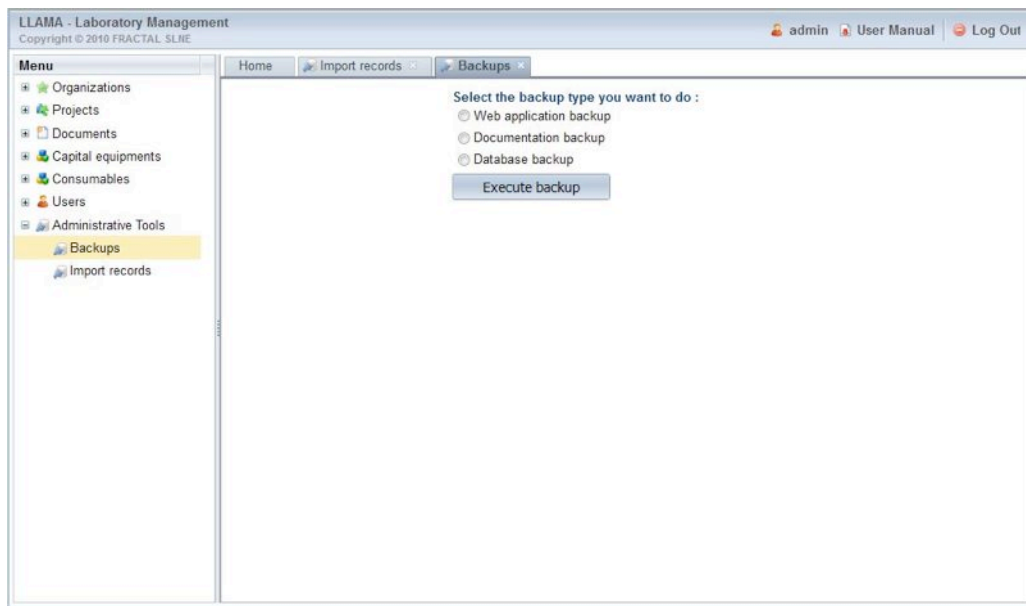 LLAMA - Laboratory Management
Copyright © 2010 FRACTAL SLNE
admin User Manual Log Out
Menu
Organizations
Projects
Documents
Capital equipments
Consumables
Users
Administrative Tools
Backups
Import records
Home Import records Backups
Select the backup type you want to do :
Web application backup
Documentation backup
Database backup
Execute backup